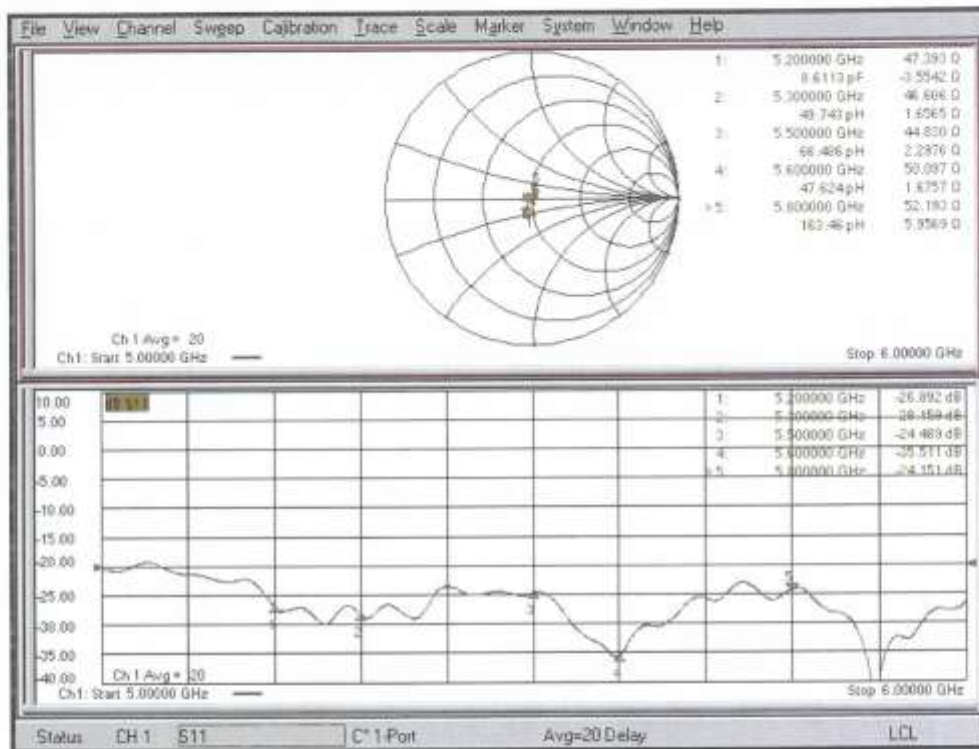 File View Channel Sweep Calibration Trace Scale Marker System Window Help
1: 5.200000 GHz 47.393 Ω
8.6113 pF -3.5542 Ω
2: 5.300000 GHz 46.606 Ω
49.743 pH 1.6565 Ω
3: 5.500000 GHz 44.830 Ω
66.486 pH 2.2976 Ω
4: 5.600000 GHz 50.097 Ω
47.624 pH 1.6757 Ω
> 5: 5.800000 GHz 52.193 Ω
163.46 pH 5.9569 Ω
Ch 1 Avg = 20
Ch1: Start 5.00000 GHz
Stop 6.00000 GHz
10.00
5.00
0.00
-5.00
-10.00
-15.00
-20.00
-25.00
-30.00
-35.00
-40.00
dB S11
1: 5.200000 GHz -26.892 dB
2: 5.300000 GHz -28.159 dB
3: 5.500000 GHz -24.489 dB
4: 5.600000 GHz -35.511 dB
> 5: 5.800000 GHz -24.151 dB
Ch 1 Avg = 20
Ch1: Start 5.00000 GHz
Stop 6.00000 GHz
Status CH 1: S11 C* 1-Port Avg=20 Delay LCL